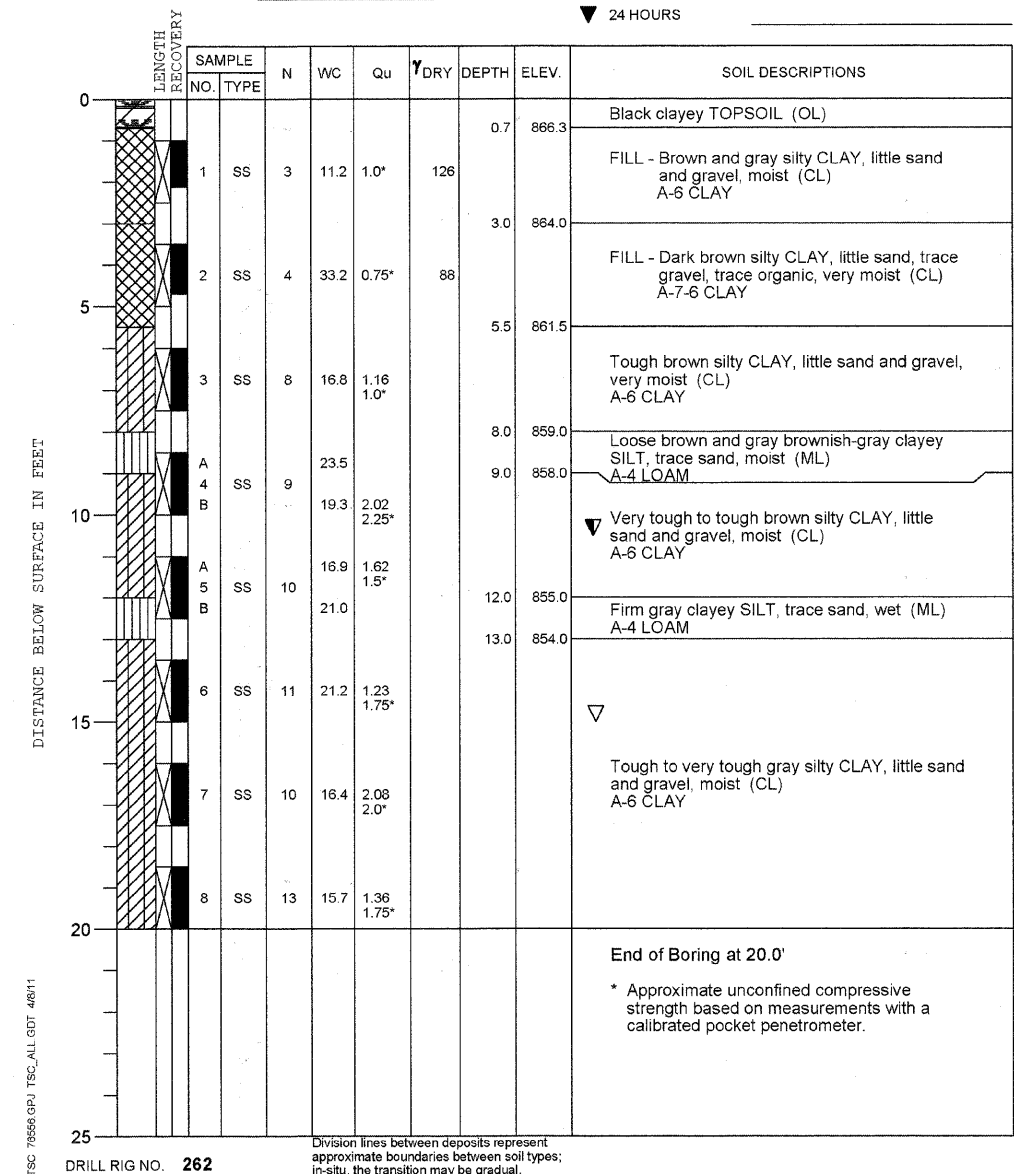 ▼ 24 HOURS
LENGTH
RECOVERY
SAMPLE
NO. TYPE
N
WC
Qu
γDRY
DEPTH
ELEV.
SOIL DESCRIPTIONS
0
Black clayey TOPSOIL (OL)
0.7 866.3
FILL - Brown and gray silty CLAY, little sand
and gravel, moist (CL)
A-6 CLAY
1 SS 3 11.2 1.0* 126
3.0 864.0
FILL - Dark brown silty CLAY, little sand, trace
gravel, trace organic, very moist (CL)
A-7-6 CLAY
2 SS 4 33.2 0.75* 88
5
5.5 861.5
Tough brown silty CLAY, little sand and gravel,
very moist (CL)
A-6 CLAY
3 SS 8 16.8 1.16
1.0*
8.0 859.0
Loose brown and gray brownish-gray clayey
SILT, trace sand, moist (ML)
A-4 LOAM
A 23.5
4 SS 9
B 19.3 2.02
2.25*
9.0 858.0
10
Very tough to tough brown silty CLAY, little
sand and gravel, moist (CL)
A-6 CLAY
A 16.9 1.62
1.5*
5 SS 10
B 21.0
12.0 855.0
Firm gray clayey SILT, trace sand, wet (ML)
A-4 LOAM
13.0 854.0
6 SS 11 21.2 1.23
1.75*
15
Tough to very tough gray silty CLAY, little sand
and gravel, moist (CL)
A-6 CLAY
7 SS 10 16.4 2.08
2.0*
8 SS 13 15.7 1.36
1.75*
20
End of Boring at 20.0'
* Approximate unconfined compressive
strength based on measurements with a
calibrated pocket penetrometer.
25
DISTANCE BELOW SURFACE IN FEET
TSC 76556.GPJ TSC_ALL GDT 4/8/11
DRILL RIG NO. 262
Division lines between deposits represent
approximate boundaries between soil types;
in-situ, the transition may be gradual.